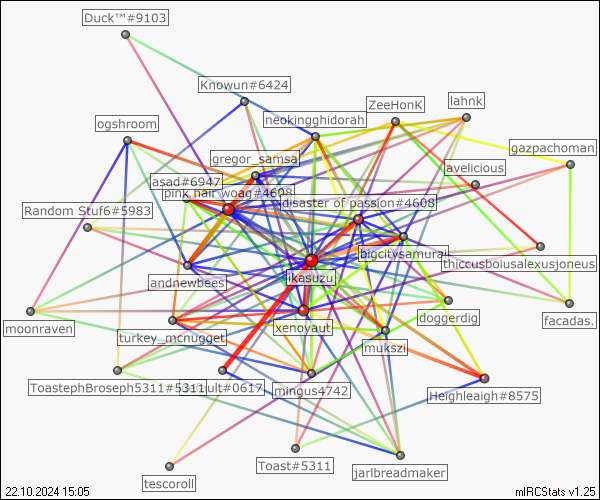 Duck™#9103
Knowun#6424
lahnk
ZeeHonK
neokingghidorah
ogshroom
gazpachoman
gregor_samsa
avelicious
asad#6947
pink hair woag#4608
disaster of passion#4608
Random Stuf6#5983
bigcitysamurai
thiccusboiusalexusjoneus
ikasuzu
andnewbees
doggerdig
facadas.
moonraven
xenoyaut
turkey_mcnugget
mukszi
ToastephBroseph5311#5311
ult#0617
mingus4742
Heighleaigh#8575
Toast#5311
jarlbreadmaker
tescoroll
22.10.2024 15:05
mIRCStats v1.25